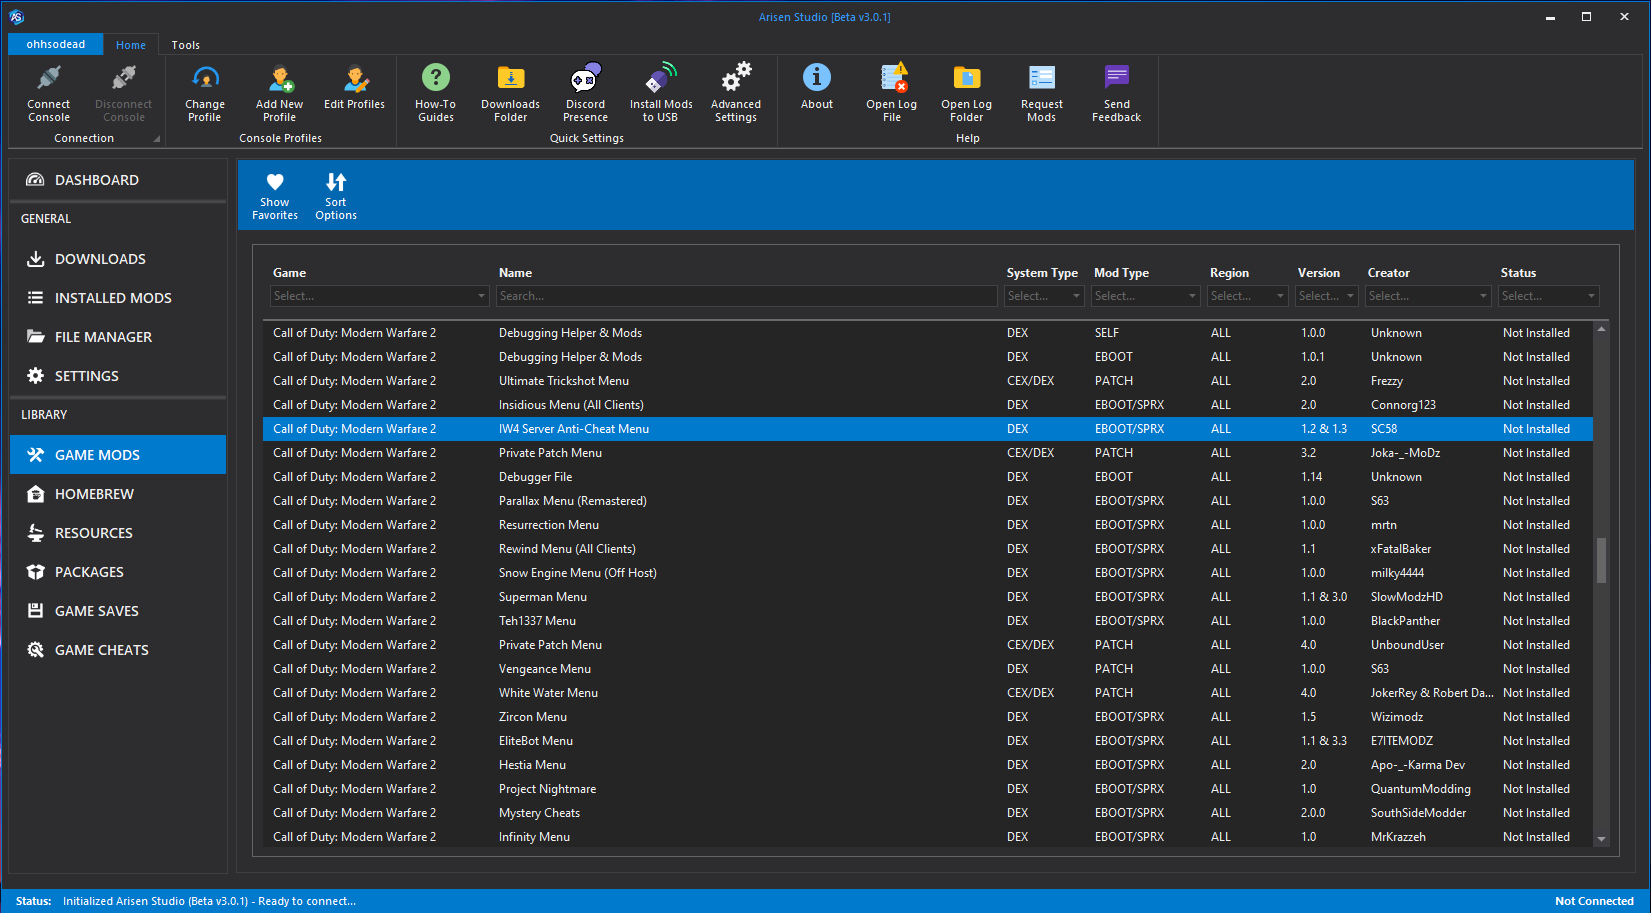 Arisen Studio [Beta v3.0.1]
ohhsodead Home Tools
Connect Console
Disconnect Console
Connection
Change Profile
Add New Profile
Edit Profiles
Console Profiles
How-To Guides
Downloads Folder
Discord Presence
Install Mods to USB
Advanced Settings
Quick Settings
About
Open Log File
Open Log Folder
Request Mods
Send Feedback
Help
DASHBOARD
GENERAL
DOWNLOADS
INSTALLED MODS
FILE MANAGER
SETTINGS
LIBRARY
GAME MODS
HOMEBREW
RESOURCES
PACKAGES
GAME SAVES
GAME CHEATS
Show Favorites
Sort Options
Game Name System Type Mod Type Region Version Creator Status
Select... Search... Select... Select... Select... Select... Select... Select...
Call of Duty: Modern Warfare 2 Debugging Helper & Mods DEX SELF ALL 1.0.0 Unknown Not Installed
Call of Duty: Modern Warfare 2 Debugging Helper & Mods DEX EBOOT ALL 1.0.1 Unknown Not Installed
Call of Duty: Modern Warfare 2 Ultimate Trickshot Menu CEX/DEX PATCH ALL 2.0 Frezzy Not Installed
Call of Duty: Modern Warfare 2 Insidious Menu (All Clients) DEX EBOOT/SPRX ALL 2.0 Connorg123 Not Installed
Call of Duty: Modern Warfare 2 IW4 Server Anti-Cheat Menu DEX EBOOT/SPRX ALL 1.2 & 1.3 SC58 Not Installed
Call of Duty: Modern Warfare 2 Private Patch Menu CEX/DEX PATCH ALL 3.2 Joka-_-MoDz Not Installed
Call of Duty: Modern Warfare 2 Debugger File DEX EBOOT ALL 1.14 Unknown Not Installed
Call of Duty: Modern Warfare 2 Parallax Menu (Remastered) DEX EBOOT/SPRX ALL 1.0.0 S63 Not Installed
Call of Duty: Modern Warfare 2 Resurrection Menu DEX EBOOT/SPRX ALL 1.0.0 mrtn Not Installed
Call of Duty: Modern Warfare 2 Rewind Menu (All Clients) DEX EBOOT/SPRX ALL 1.1 xFatalBaker Not Installed
Call of Duty: Modern Warfare 2 Snow Engine Menu (Off Host) DEX EBOOT/SPRX ALL 1.0.0 milky4444 Not Installed
Call of Duty: Modern Warfare 2 Superman Menu DEX EBOOT/SPRX ALL 1.1 & 3.0 SlowModzHD Not Installed
Call of Duty: Modern Warfare 2 Teh1337 Menu DEX EBOOT/SPRX ALL 1.0.0 BlackPanther Not Installed
Call of Duty: Modern Warfare 2 Private Patch Menu CEX/DEX PATCH ALL 4.0 UnboundUser Not Installed
Call of Duty: Modern Warfare 2 Vengeance Menu DEX PATCH ALL 1.0.0 S63 Not Installed
Call of Duty: Modern Warfare 2 White Water Menu CEX/DEX PATCH ALL 4.0 JokerRey & Robert Da... Not Installed
Call of Duty: Modern Warfare 2 Zircon Menu DEX EBOOT/SPRX ALL 1.5 Wizimodz Not Installed
Call of Duty: Modern Warfare 2 EliteBot Menu DEX EBOOT/SPRX ALL 1.1 & 3.3 E7ITEMODZ Not Installed
Call of Duty: Modern Warfare 2 Hestia Menu DEX EBOOT/SPRX ALL 2.0 Apo-_-Karma Dev Not Installed
Call of Duty: Modern Warfare 2 Project Nightmare DEX EBOOT/SPRX ALL 1.0 QuantumModding Not Installed
Call of Duty: Modern Warfare 2 Mystery Cheats DEX EBOOT/SPRX ALL 2.0.0 SouthSideModder Not Installed
Call of Duty: Modern Warfare 2 Infinity Menu DEX EBOOT/SPRX ALL 1.0 MrKrazzeh Not Installed
Status: Initialized Arisen Studio (Beta v3.0.1) - Ready to connect... Not Connected